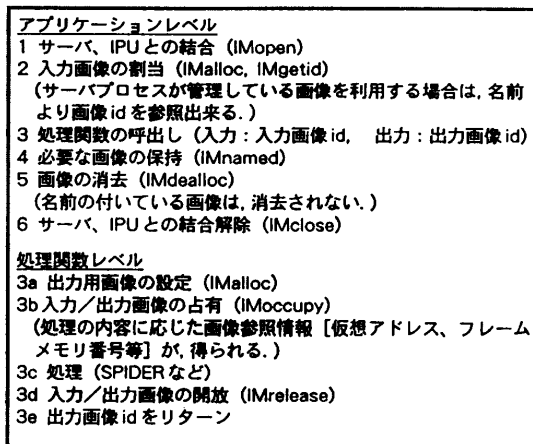 アプリケーションレベル
1 サーバ、IPUとの結合 (IMopen)
2 入力画像の割当 (IMalloc, IMgetid)
(サーバプロセスが管理している画像を利用する場合は, 名前
より画像idを参照出来る. )
3 処理関数の呼出し (入力:入力画像id, 出力:出力画像id)
4 必要な画像の保持 (IMnamed)
5 画像の消去 (IMdealloc)
(名前の付いている画像は, 消去されない. )
6 サーバ、IPUとの結合解除 (IMclose)
処理関数レベル
3a 出力用画像の設定 (IMalloc)
3b 入力/出力画像の占有 (IMoccupy)
(処理の内容に応じた画像参照情報 [仮想アドレス、フレーム
メモリ番号等] が, 得られる. )
3c 処理 (SPIDERなど)
3d 入力/出力画像の開放 (IMrelease)
3e 出力画像idをリターン